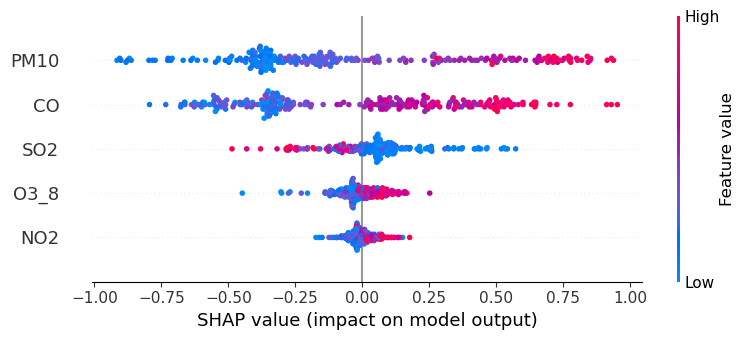 High
PM10
CO
SO2
O3_8
NO2
Feature value
Low
−1.00 −0.75 −0.50 −0.25 0.00 0.25 0.50 0.75 1.00
SHAP value (impact on model output)